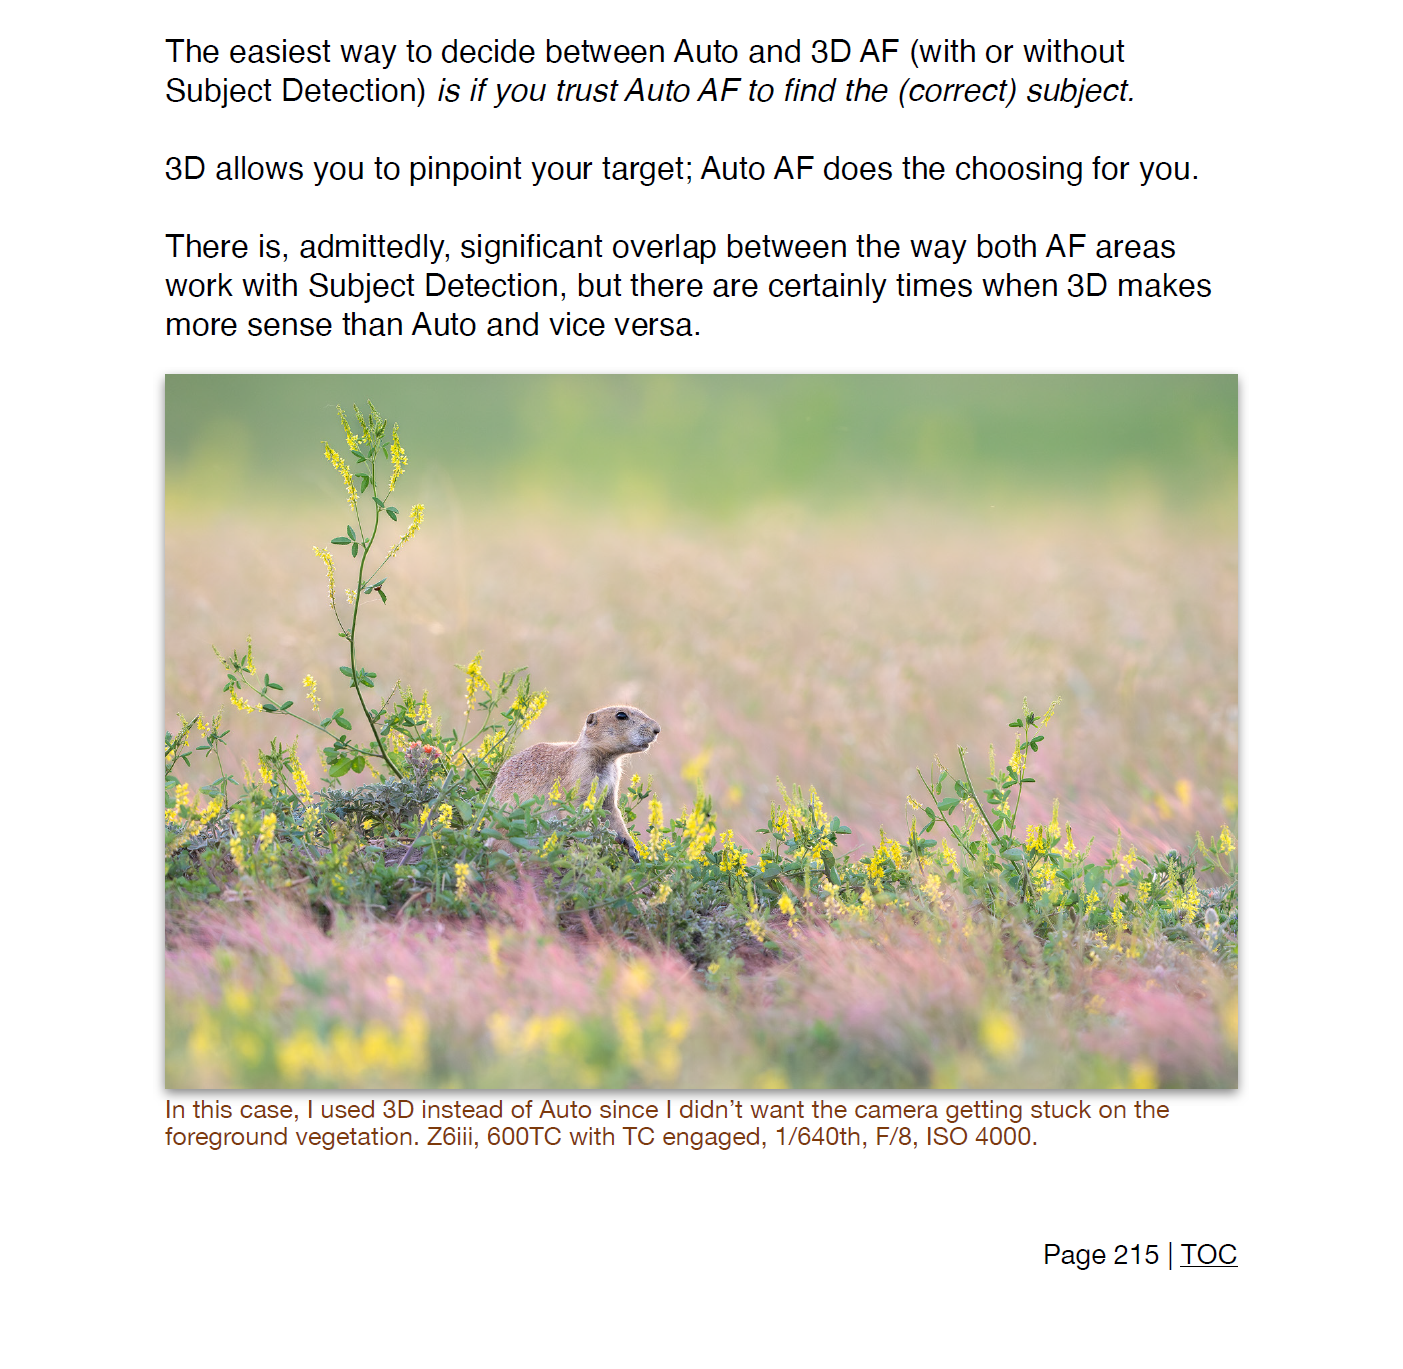 The easiest way to decide between Auto and 3D AF (with or without
Subject Detection) is if you trust Auto AF to find the (correct) subject.
3D allows you to pinpoint your target; Auto AF does the choosing for you.
There is, admittedly, significant overlap between the way both AF areas
work with Subject Detection, but there are certainly times when 3D makes
more sense than Auto and vice versa.
In this case, I used 3D instead of Auto since I didn’t want the camera getting stuck on the
foreground vegetation. Z6iii, 600TC with TC engaged, 1/640th, F/8, ISO 4000.
Page 215 | TOC